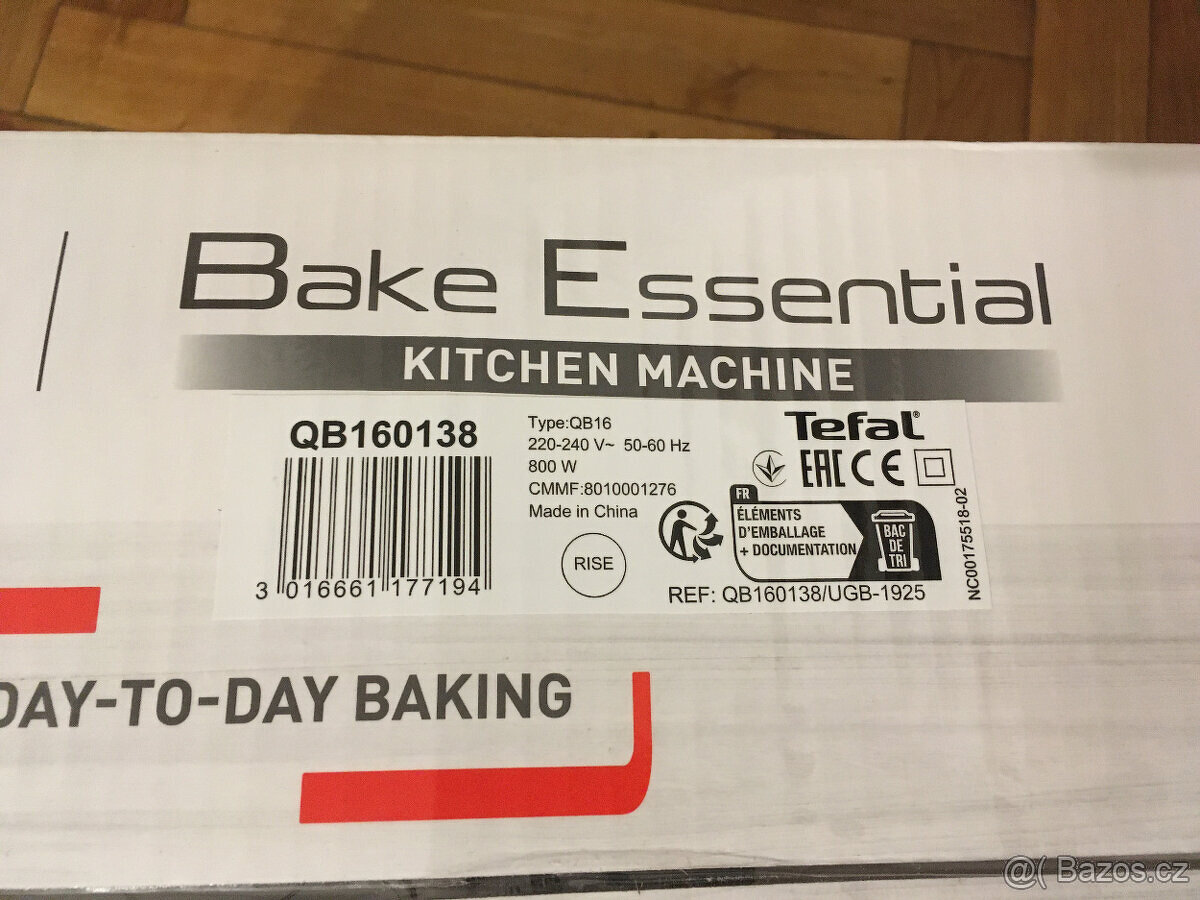 Bake Essential
KITCHEN MACHINE
QB160138
3 016661 177194
Type:QB16
220-240 V~ 50-60 Hz
800 W
CMMF:8010001276
Made in China
RISE
Tefal®
EAC CE
FR
ÉLÉMENTS
D'EMBALLAGE
+ DOCUMENTATION
BAC
DE
TRI
REF: QB160138/UGB-1925
NC00175518-02
DAY-TO-DAY BAKING
@( Bazos.cz